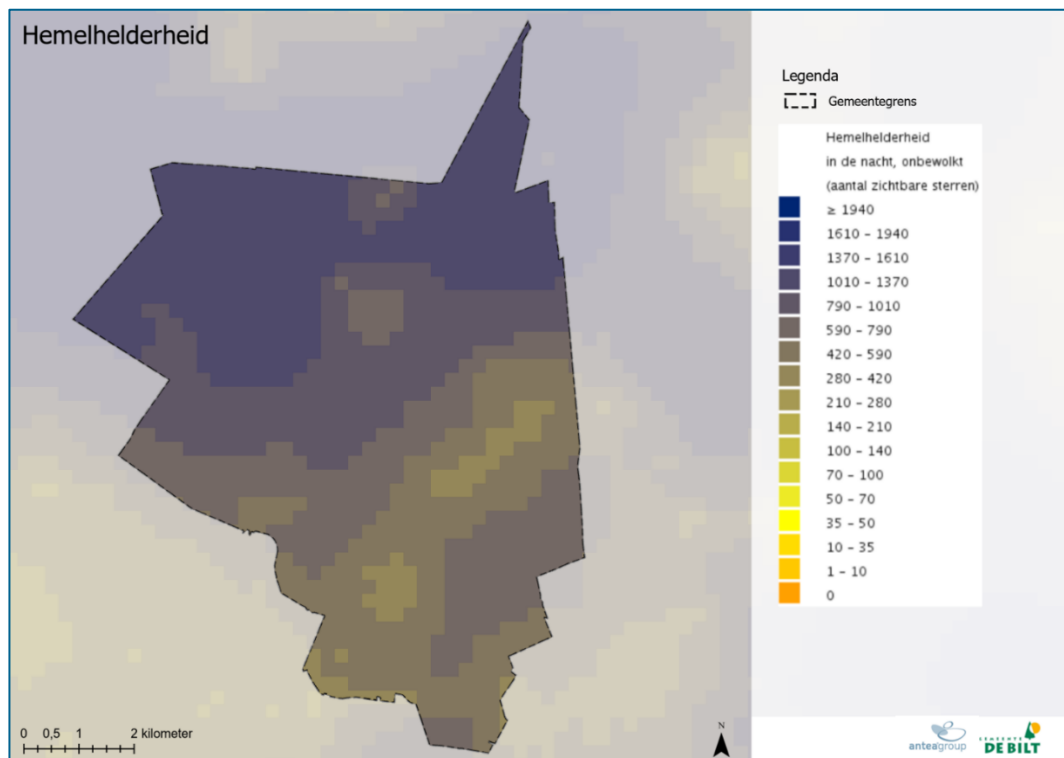 Hemelhelderheid
Legenda
Gemeentegrens
Hemelhelderheid
in de nacht, onbewolkt
(aantal zichtbare sterren)
≥ 1940
1610 – 1940
1370 – 1610
1010 – 1370
790 – 1010
590 – 790
420 – 590
280 – 420
210 – 280
140 – 210
100 – 140
70 – 100
50 – 70
35 – 50
10 – 35
1 – 10
0
0 0,5 1 2 kilometer
N
anteagroup
GEMEENTE
DE BILT